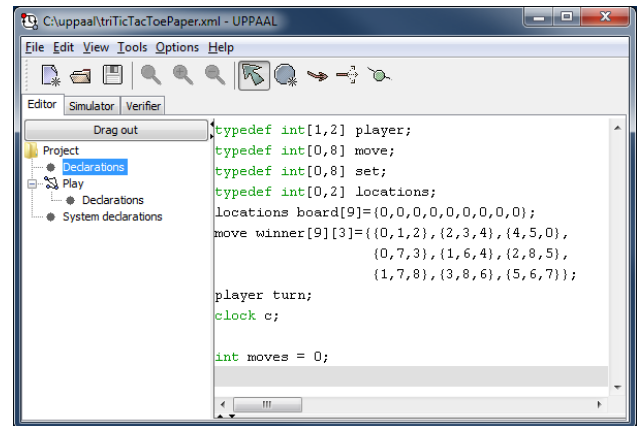 C:\uppaal\triTicTacToePaper.xml - UPPAAL
File Edit View Tools Options Help
Editor Simulator Verifier
Drag out
Project
Declarations
Play
Declarations
System declarations
typedef int[1,2] player;
typedef int[0,8] move;
typedef int[0,8] set;
typedef int[0,2] locations;
locations board[9]={0,0,0,0,0,0,0,0,0};
move winner[9][3]={{0,1,2},{2,3,4},{4,5,0},
{0,7,3},{1,6,4},{2,8,5},
{1,7,8},{3,8,6},{5,6,7}};
player turn;
clock c;
int moves = 0;